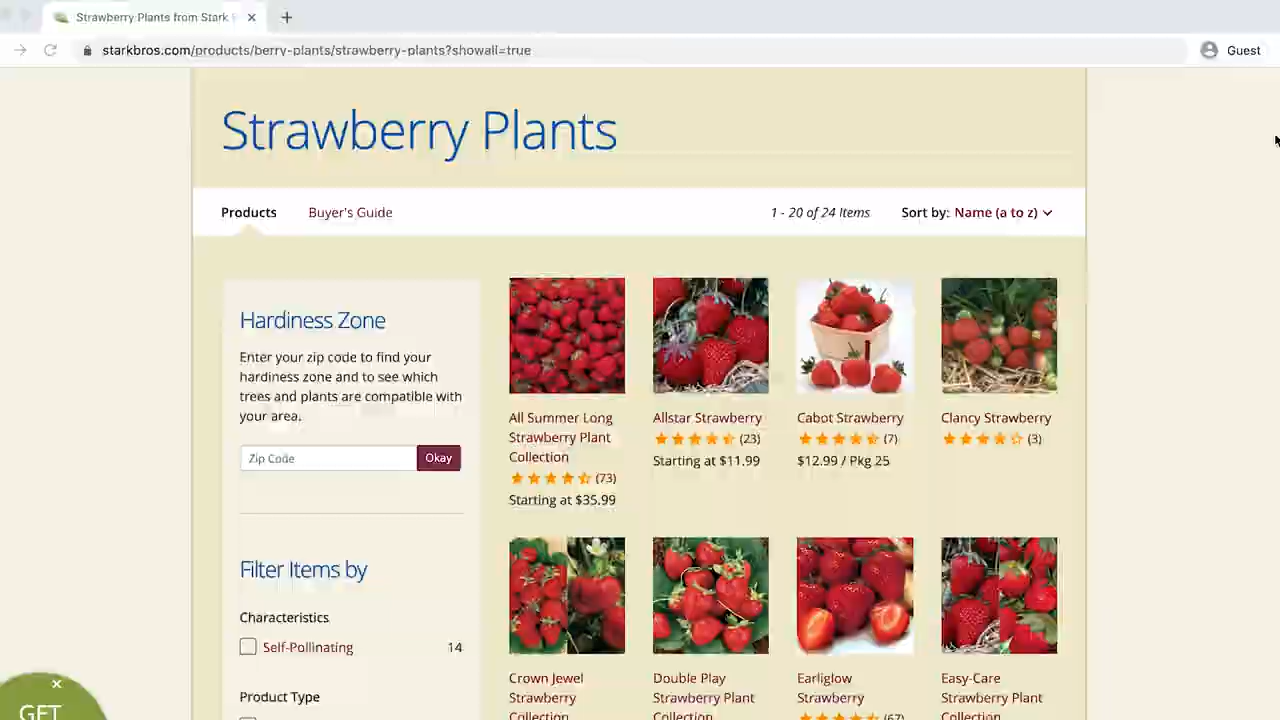 Strawberry Plants from Stark
starkbros.com/products/berry-plants/strawberry-plants?showall=true
Guest
Strawberry Plants
Products
Buyer's Guide
1 - 20 of 24 Items
Sort by: Name (a to z)
Hardiness Zone
Enter your zip code to find your
hardiness zone and to see which
trees and plants are compatible with
your area.
Zip Code
Okay
Filter Items by
Characteristics
Self-Pollinating 14
Product Type
All Summer Long
Strawberry Plant
Collection
(73)
Starting at $35.99
Allstar Strawberry
(23)
Starting at $11.99
Cabot Strawberry
(7)
$12.99 / Pkg 25
Clancy Strawberry
(3)
Crown Jewel
Strawberry
Collection
Double Play
Strawberry Plant
Collection
Earliglow
Strawberry
(67)
Easy-Care
Strawberry Plant
Collection
GET